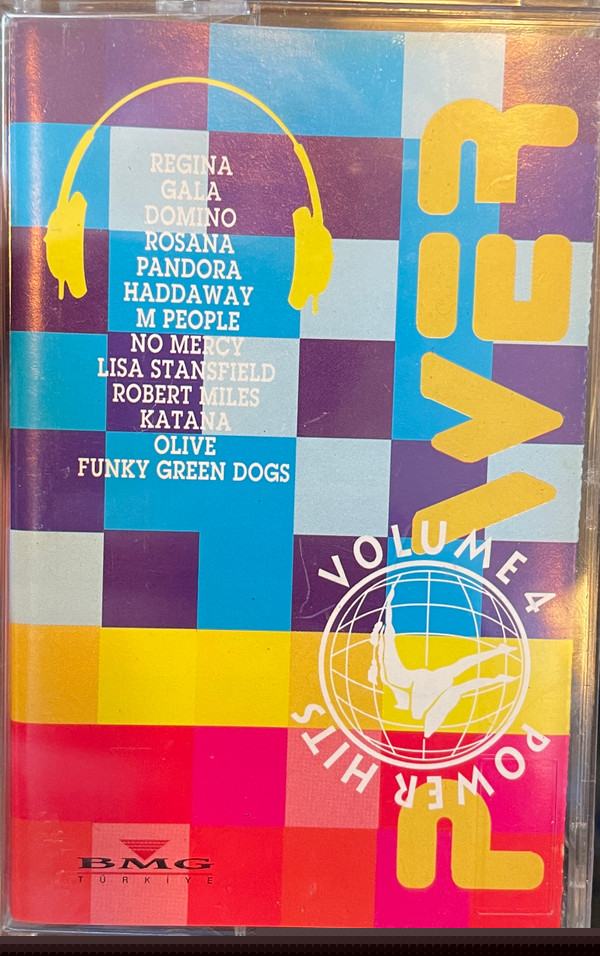 REGINA
GALA
DOMINO
ROSANA
PANDORA
HADDAWAY
M PEOPLE
NO MERCY
LISA STANSFIELD
ROBERT MILES
KATANA
OLIVE
FUNKY GREEN DOGS
POWER
VOLUME 4
POWER HITS
BMG
TÜRKİYE